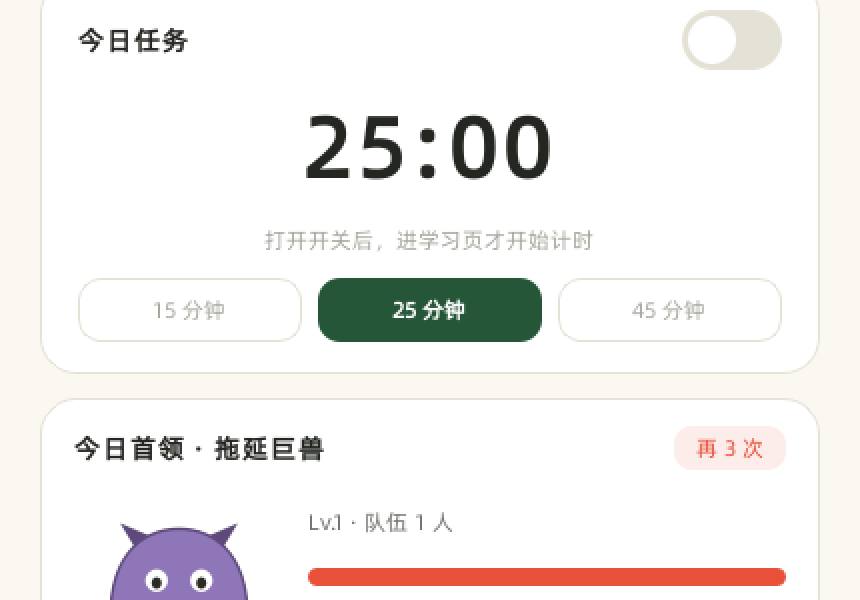 今日任务
25:00
打开开关后，进学习页才开始计时
15 分钟
25 分钟
45 分钟
今日首领 · 拖延巨兽
再 3 次
Lv.1 · 队伍 1 人